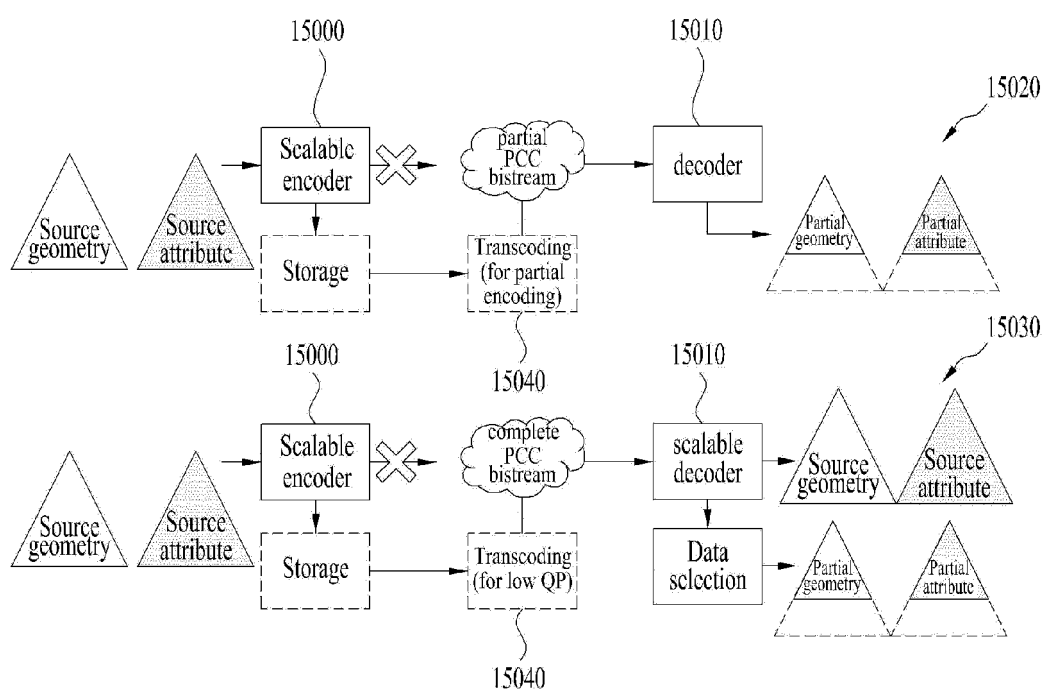 15000
15010
15020
Source
geometry
Source
attribute
Scalable
encoder
partial
PCC
bistream
decoder
Partial
geometry
Partial
attribute
Storage
Transcoding
(for partial
encoding)
15000
15040
15010
15030
Source
geometry
Source
attribute
Scalable
encoder
complete
PCC
bistream
scalable
decoder
Source
geometry
Source
attribute
Storage
Transcoding
(for low QP)
Data
selection
Partial
geometry
Partial
attribute
15040